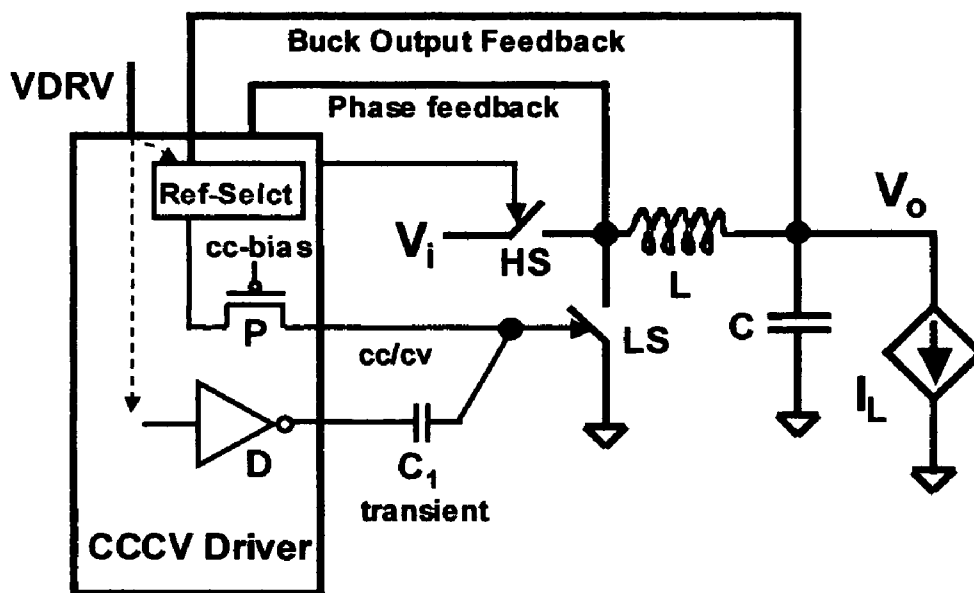 Buck Output Feedback
VDRV
Phase feedback
Ref-Selct
Vo
cc-bias
Vi
HS
L
P
C
LS
cc/cv
IL
D
C1
transient
CCCV Driver